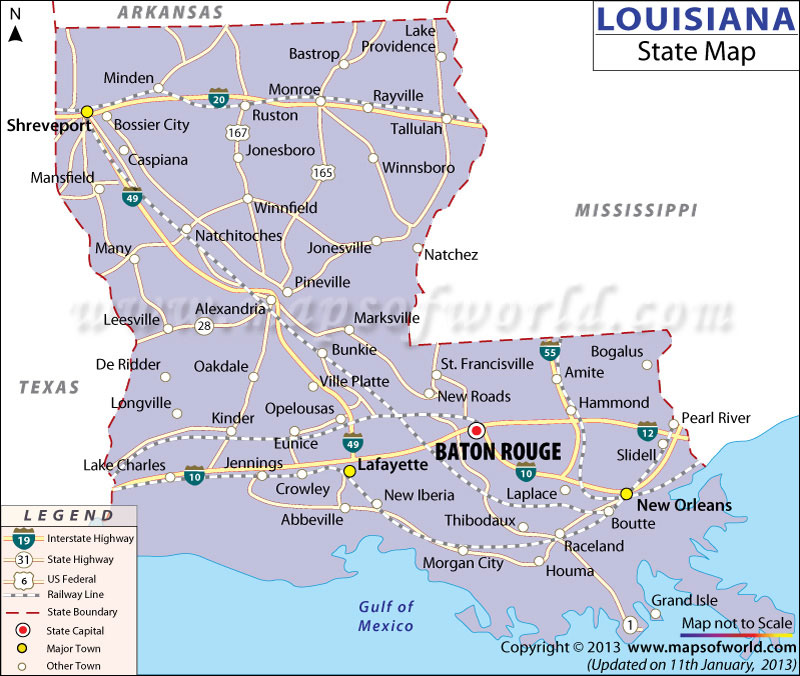 N
ARKANSAS
LOUISIANA
State Map
Lake
Providence
Bastrop
Minden
Monroe
Rayville
20
Ruston
Shreveport
Bossier City
Tallulah
167
Caspiana
Jonesboro
Winnsboro
165
Mansfield
49
Winnfield
MISSISSIPPI
Natchitoches
Jonesville
Many
Natchez
Pineville
Alexandria
www.mapsofworld.com
Leesville
28
Marksville
Bunkie
55
Bogalus
De Ridder
Oakdale
St. Francisville
Amite
TEXAS
Ville Platte
New Roads
Longville
Opelousas
Hammond
Kinder
Pearl River
Eunice
49
12
BATON ROUGE
Slidell
Lake Charles
Jennings
Lafayette
10
10
Crowley
New Iberia
Laplace
New Orleans
Abbeville
Thibodaux
Boutte
Raceland
Morgan City
Houma
Gulf of
Mexico
Grand Isle
1
LEGEND
19 Interstate Highway
31 State Highway
6 US Federal
Railway Line
State Boundary
State Capital
Major Town
Other Town
Map not to Scale
Copyright © 2013 www.mapsofworld.com
(Updated on 11th January, 2013)